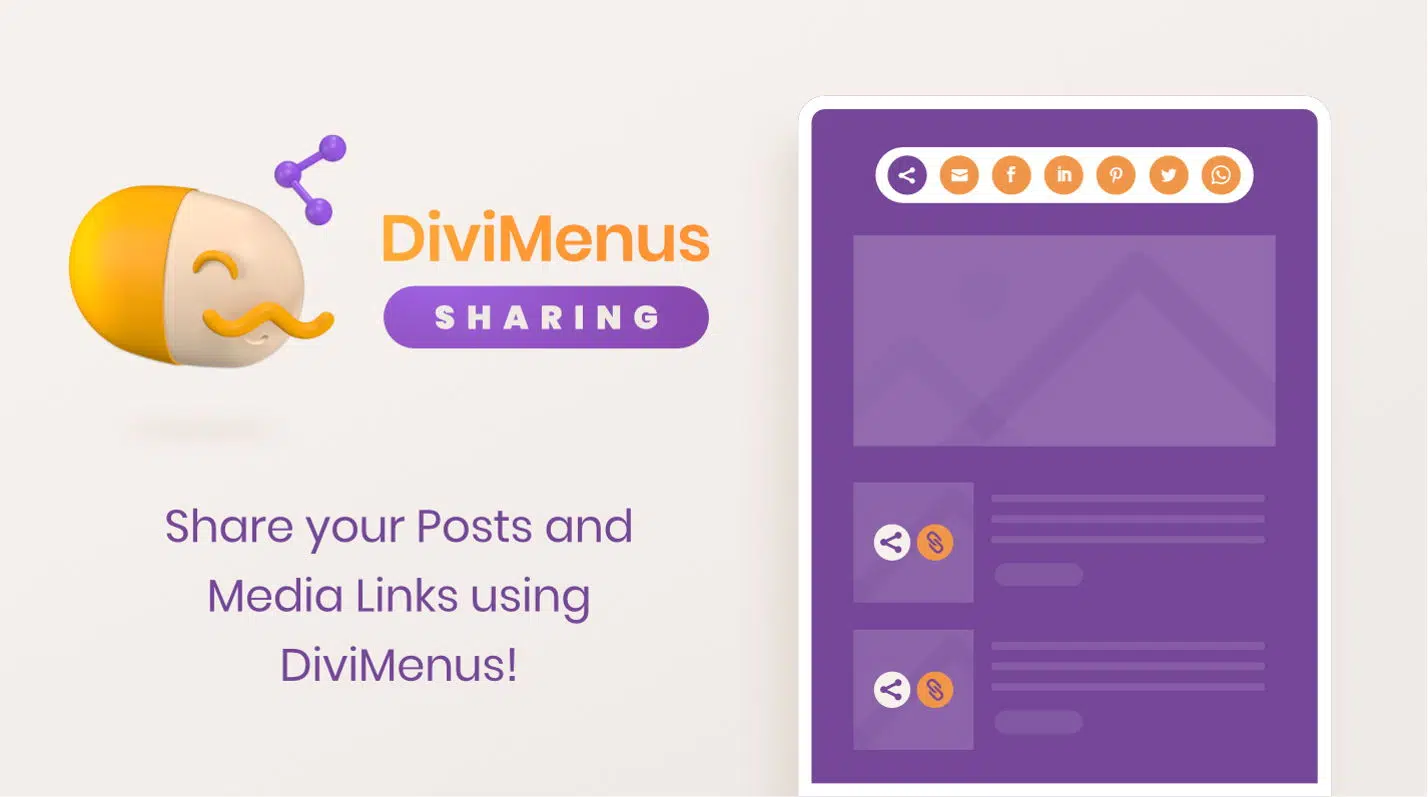 DiviMenus
SHARING
Share your Posts and
Media Links using
DiviMenus!